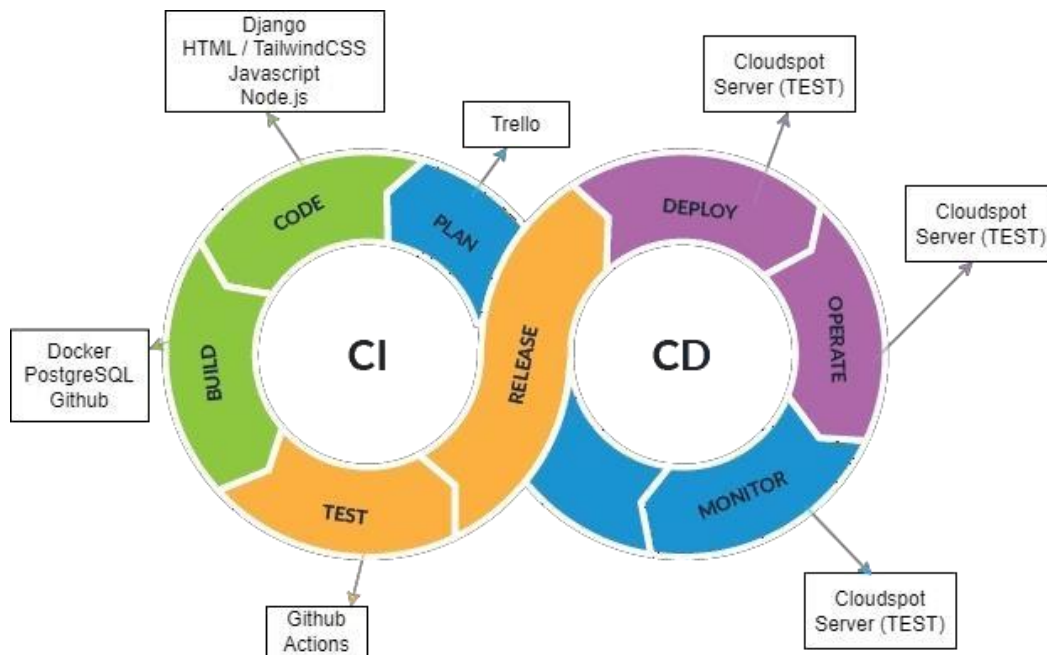 Django
HTML / TailwindCSS
Javascript
Node.js
Cloudspot
Server (TEST)
Trello
CODE
PLAN
DEPLOY
Cloudspot
Server (TEST)
BUILD
CI
RELEASE
CD
OPERATE
Docker
PostgreSQL
Github
TEST
MONITOR
Github
Actions
Cloudspot
Server (TEST)